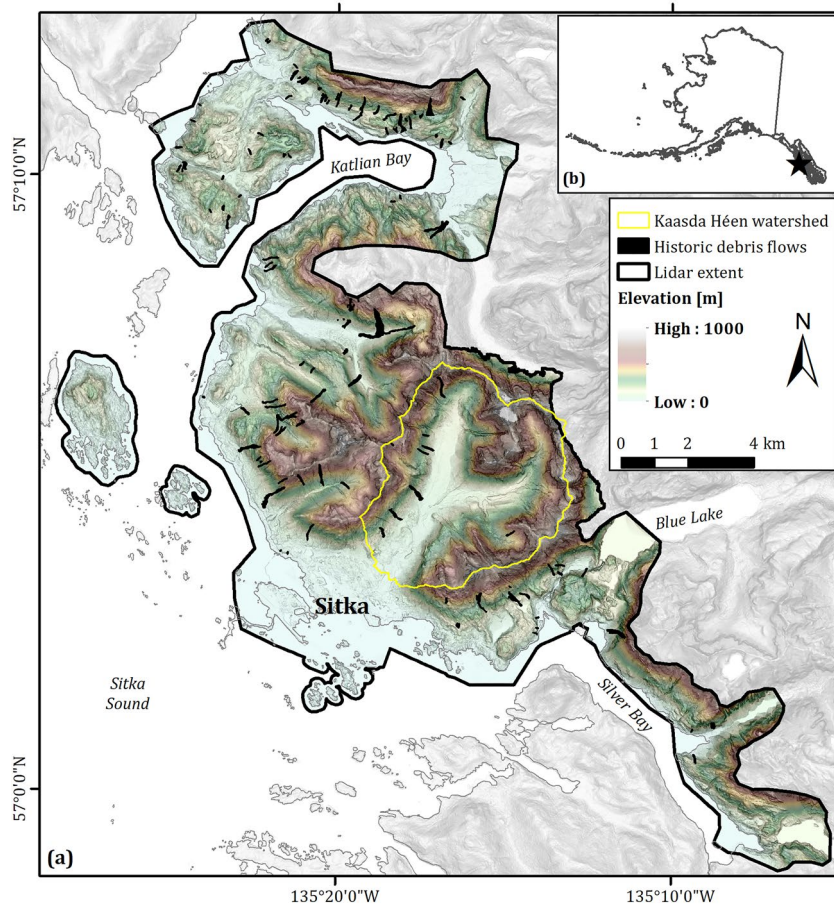 Katlian Bay
(b)
57°10'0"N
Kaasda Héen watershed
Historic debris flows
Lidar extent
Elevation [m]
High : 1000
Low : 0
N
0 1 2 4 km
Blue Lake
Sitka
Sitka
Sound
Silver Bay
57°0'0"N
(a)
135°20'0"W
135°10'0"W